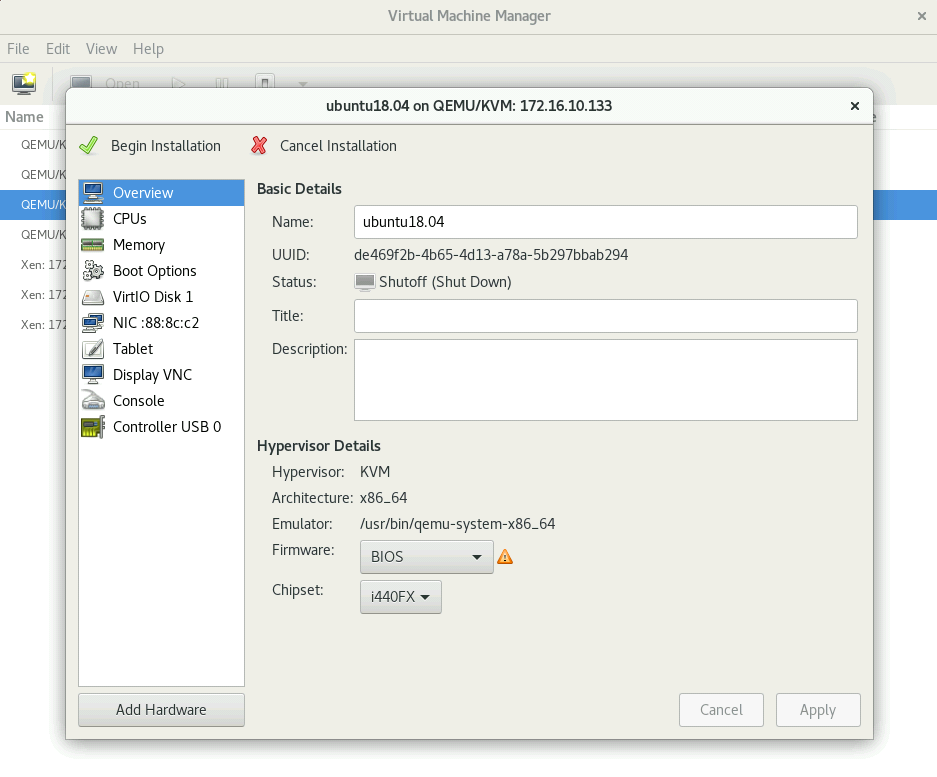 Virtual Machine Manager
File Edit View Help
Open
Name
QEMU/K
QEMU/K
QEMU/K
QEMU/K
Xen: 172
Xen: 172
Xen: 172
ubuntu18.04 on QEMU/KVM: 172.16.10.133
Begin Installation Cancel Installation
Overview
CPUs
Memory
Boot Options
VirtIO Disk 1
NIC :88:8c:c2
Tablet
Display VNC
Console
Controller USB 0
Add Hardware
Basic Details
Name: ubuntu18.04
UUID: de469f2b-4b65-4d13-a78a-5b297bbab294
Status: Shutoff (Shut Down)
Title:
Description:
Hypervisor Details
Hypervisor: KVM
Architecture: x86_64
Emulator: /usr/bin/qemu-system-x86_64
Firmware: BIOS
Chipset: i440FX
Cancel Apply